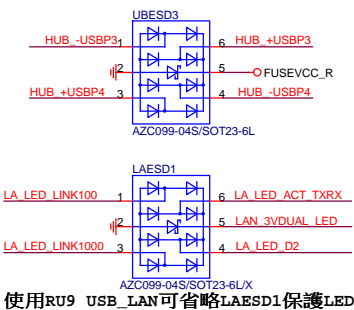 UBESD3
HUB_-USBP3 1 6 HUB_+USBP3
2 5 FUSEVCC_R
HUB_+USBP4 3 4 HUB_-USBP4
AZC099-04S/SOT23-6L
LAESD1
LA_LED_LINK100 1 6 LA_LED_ACT_TXRX
2 5 LAN_3VDUAL_LED
LA_LED_LINK1000 3 4 LA_LED_D2
AZC099-04S/SOT23-6L/X
使用RU9 USB_LAN可省略LAESD1保護LED